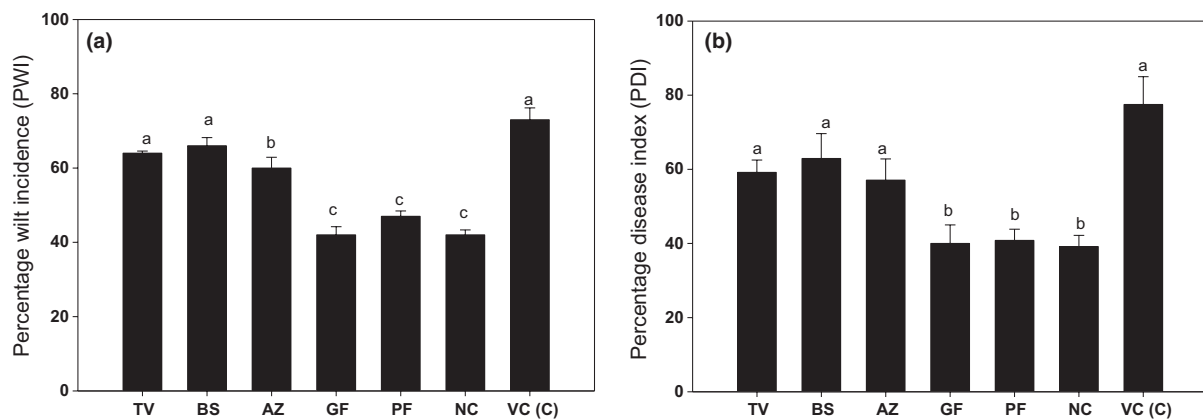 (a)
Percentage wilt incidence (PWI)
100
80
60
40
20
0
a
a
b
c
c
c
a
TV BS AZ GF PF NC VC (C)
(b)
Percentage disease index (PDI)
100
80
60
40
20
0
a
a
a
b
b
b
a
TV BS AZ GF PF NC VC (C)